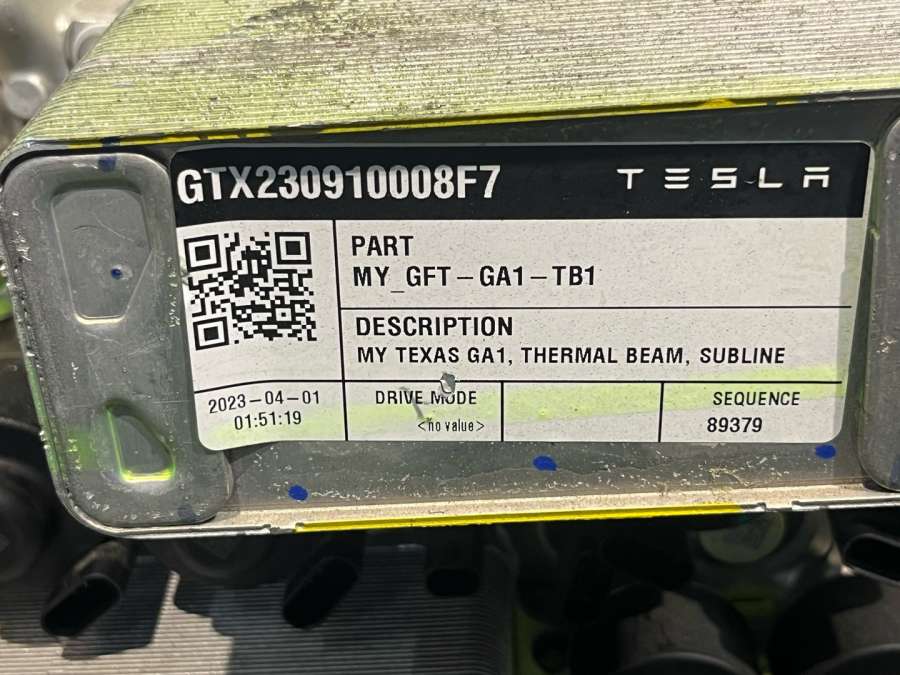 GTX230910008F7 TESLA
PART
MY_GFT-GA1-TB1
DESCRIPTION
MY TEXAS GA1, THERMAL BEAM, SUBLINE
2023-04-01
01:51:19
DRIVE MODE
<no value>
SEQUENCE
89379